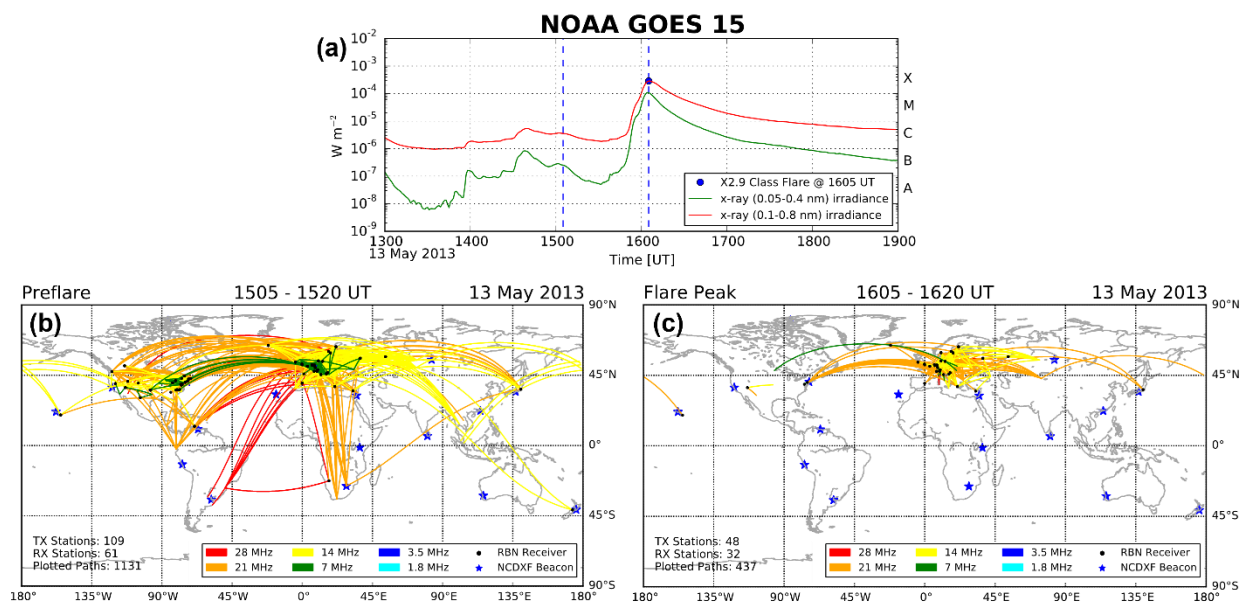 NOAA GOES 15
(a)
10^-2
10^-3
10^-4
10^-5
10^-6
10^-7
10^-8
10^-9
W m^-2
X
M
C
B
A
X2.9 Class Flare @ 1605 UT
x-ray (0.05-0.4 nm) irradiance
x-ray (0.1-0.8 nm) irradiance
1300 1400 1500 1600 1700 1800 1900
13 May 2013
Time [UT]
Preflare 1505 - 1520 UT 13 May 2013
(b)
90°N
45°N
0°
45°S
90°S
TX Stations: 109
RX Stations: 61
Plotted Paths: 1131
28 MHz 14 MHz 3.5 MHz RBN Receiver
21 MHz 7 MHz 1.8 MHz NCDXF Beacon
180° 135°W 90°W 45°W 0° 45°E 90°E 135°E 180°
Flare Peak 1605 - 1620 UT 13 May 2013
(c)
90°N
45°N
0°
45°S
90°S
TX Stations: 48
RX Stations: 32
Plotted Paths: 437
28 MHz 14 MHz 3.5 MHz RBN Receiver
21 MHz 7 MHz 1.8 MHz NCDXF Beacon
180° 135°W 90°W 45°W 0° 45°E 90°E 135°E 180°